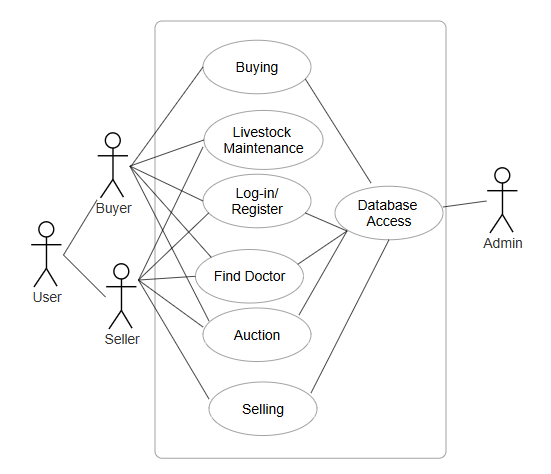 Buying
Livestock
Maintenance
Log-in/
Register
Database
Access
Buyer
Admin
Find Doctor
User
Seller
Auction
Selling